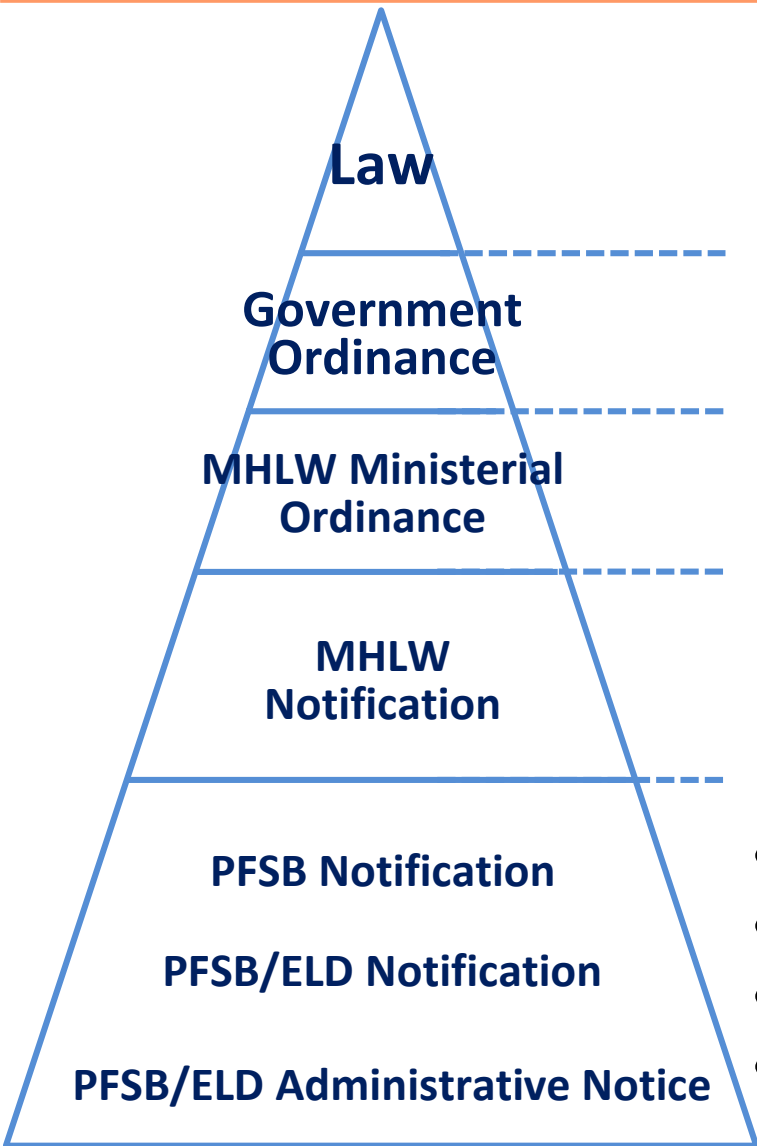 Law
Government
Ordinance
MHLW Ministerial
Ordinance
MHLW
Notification
PFSB Notification
PFSB/ELD Notification
PFSB/ELD Administrative Notice